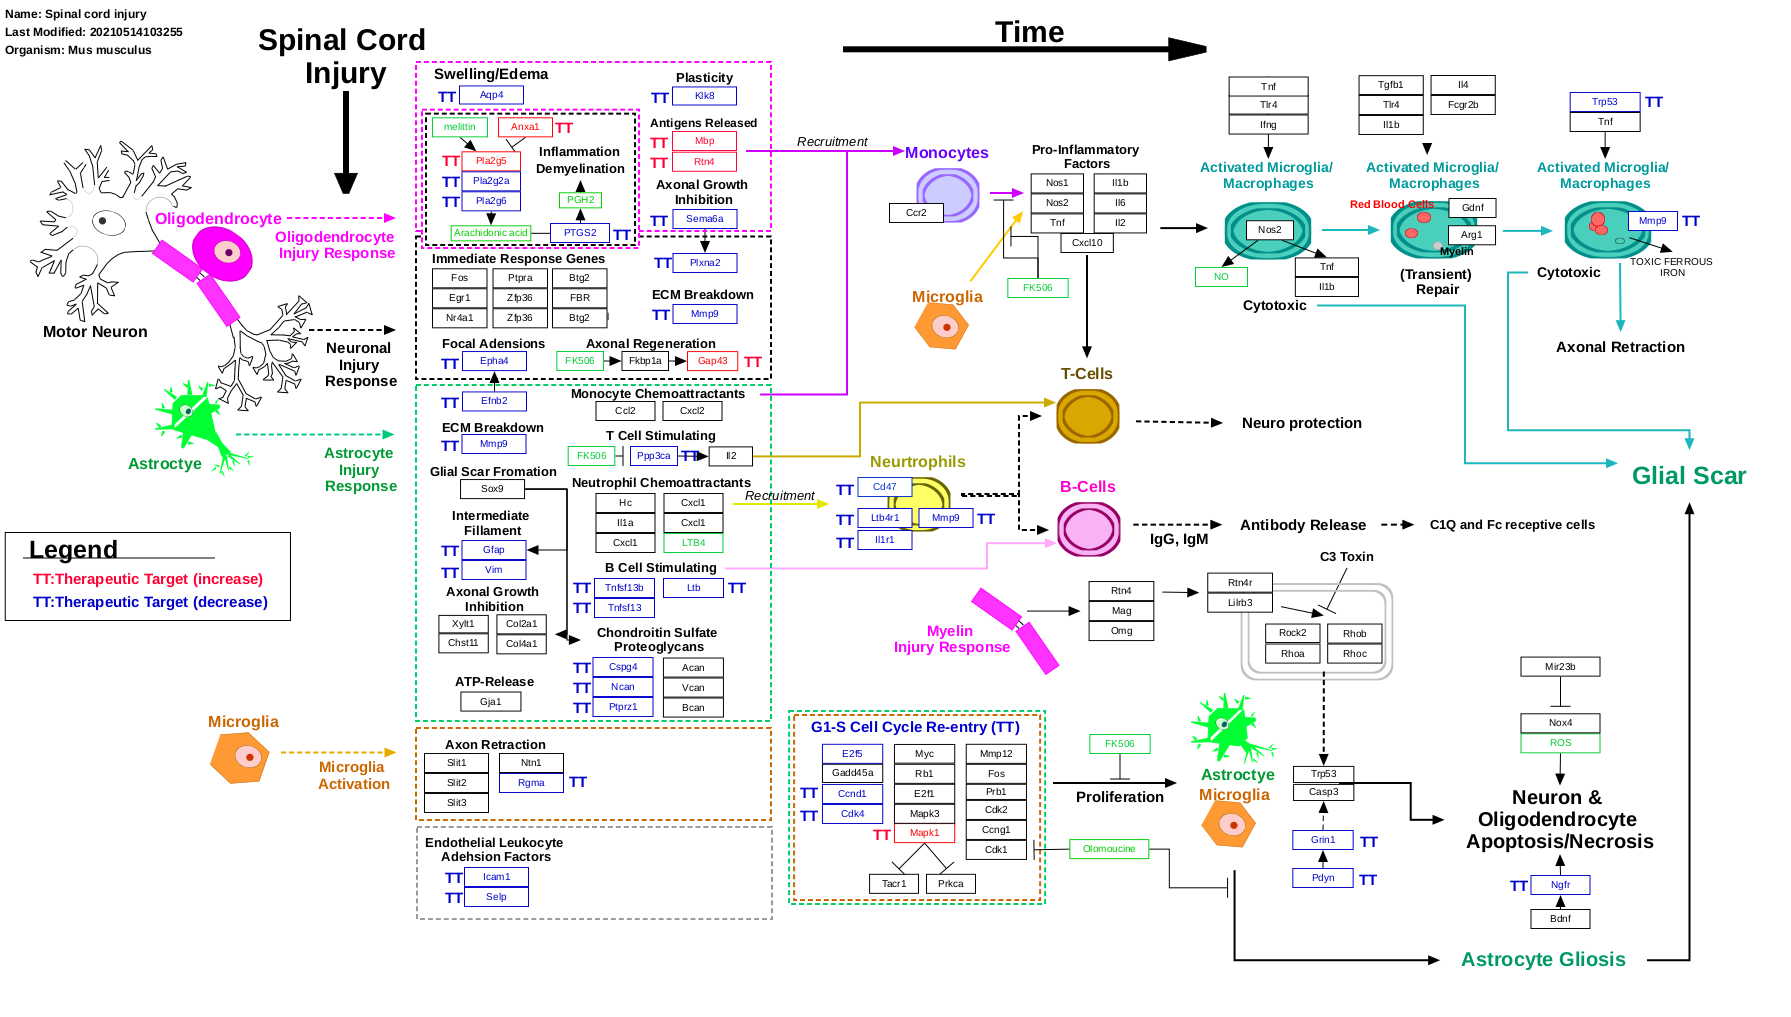 Name: Spinal cord injury
Last Modified: 20210514103255
Organism: Mus musculus
Spinal Cord
Injury
Time
Swelling/Edema
TT Aqp4
Plasticity
TT Klk8
melittin
Anxa1 TT
Antigens Released
TT Mbp
TT Rtn4
TT Pla2g5
TT Pla2g2a
TT Pla2g6
Inflammation
Demyelination
PGH2
Arachidonic acid
PTGS2 TT
Axonal Growth
Inhibition
TT Sema6a
TT Plxna2
Immediate Response Genes
Fos Ptpra Btg2
Egr1 Zfp36 FBR
Nr4a1 Zfp36 Btg2
ECM Breakdown
TT Mmp9
Focal Adensions
TT Epha4
Axonal Regeneration
FK506 Fkbp1a Gap43 TT
Oligodendrocyte
Oligodendrocyte
Injury Response
Motor Neuron
Neuronal
Injury
Response
Astroctye
Astrocyte
Injury
Response
TT Efnb2
ECM Breakdown
TT Mmp9
Monocyte Chemoattractants
Ccl2 Cxcl2
T Cell Stimulating
FK506 Ppp3ca TT Il2
Glial Scar Fromation
Sox9
Neutrophil Chemoattractants
Hc Cxcl1
Il1a Cxcl1
Cxcl1 LTB4
Intermediate
Fillament
TT Gfap
TT Vim
B Cell Stimulating
TT Tnfsf13b Ltb TT
TT Tnfsf13
Axonal Growth
Inhibition
Xylt1 Col2a1
Chst11 Col4a1
Chondroitin Sulfate
Proteoglycans
TT Cspg4 Acan
TT Ncan Vcan
TT Ptprz1 Bcan
ATP-Release
Gja1
Legend
TT:Therapeutic Target (increase)
TT:Therapeutic Target (decrease)
Microglia
Microglia
Activation
Axon Retraction
Slit1 Ntn1
Slit2 Rgma TT
Slit3
Endothelial Leukocyte
Adehsion Factors
TT Icam1
TT Selp
Recruitment
Monocytes
Ccr2
Pro-Inflammatory
Factors
Nos1 Il1b
Nos2 Il6
Tnf Il2
Cxcl10
FK506
Microglia
Tnf
Tlr4
Ifng
Activated Microglia/
Macrophages
Nos2
NO
Tnf
Il1b
Cytotoxic
Tgfb1 Il4
Tlr4 Fcgr2b
Il1b
Activated Microglia/
Macrophages
Red Blood Cells
Gdnf
Arg1
Myelin
(Transient)
Repair
Trp53 TT
Tnf
Activated Microglia/
Macrophages
Mmp9 TT
TOXIC FERROUS
IRON
Cytotoxic
Axonal Retraction
T-Cells
Neuro protection
Recruitment
Neurtrophils
TT Cd47
TT Ltb4r1 Mmp9 TT
TT Il1r1
B-Cells
IgG, IgM
Antibody Release
C1Q and Fc receptive cells
Glial Scar
Myelin
Injury Response
Rtn4
Mag
Omg
Rtn4r
Lilrb3
C3 Toxin
Rock2 Rhob
Rhoa Rhoc
G1-S Cell Cycle Re-entry (TT)
E2f5 Myc Mmp12
Gadd45a Rb1 Fos
TT Ccnd1 E2f1 Prb1
TT Cdk4 Mapk3 Cdk2
TT Mapk1 Ccng1
Cdk1
Tacr1 Prkca
FK506
Proliferation
Olomoucine
Astroctye
Microglia
Trp53
Casp3
Grin1 TT
Pdyn TT
Mir23b
Nox4
ROS
Neuron &
Oligodendrocyte
Apoptosis/Necrosis
TT Ngfr
Bdnf
Astrocyte Gliosis